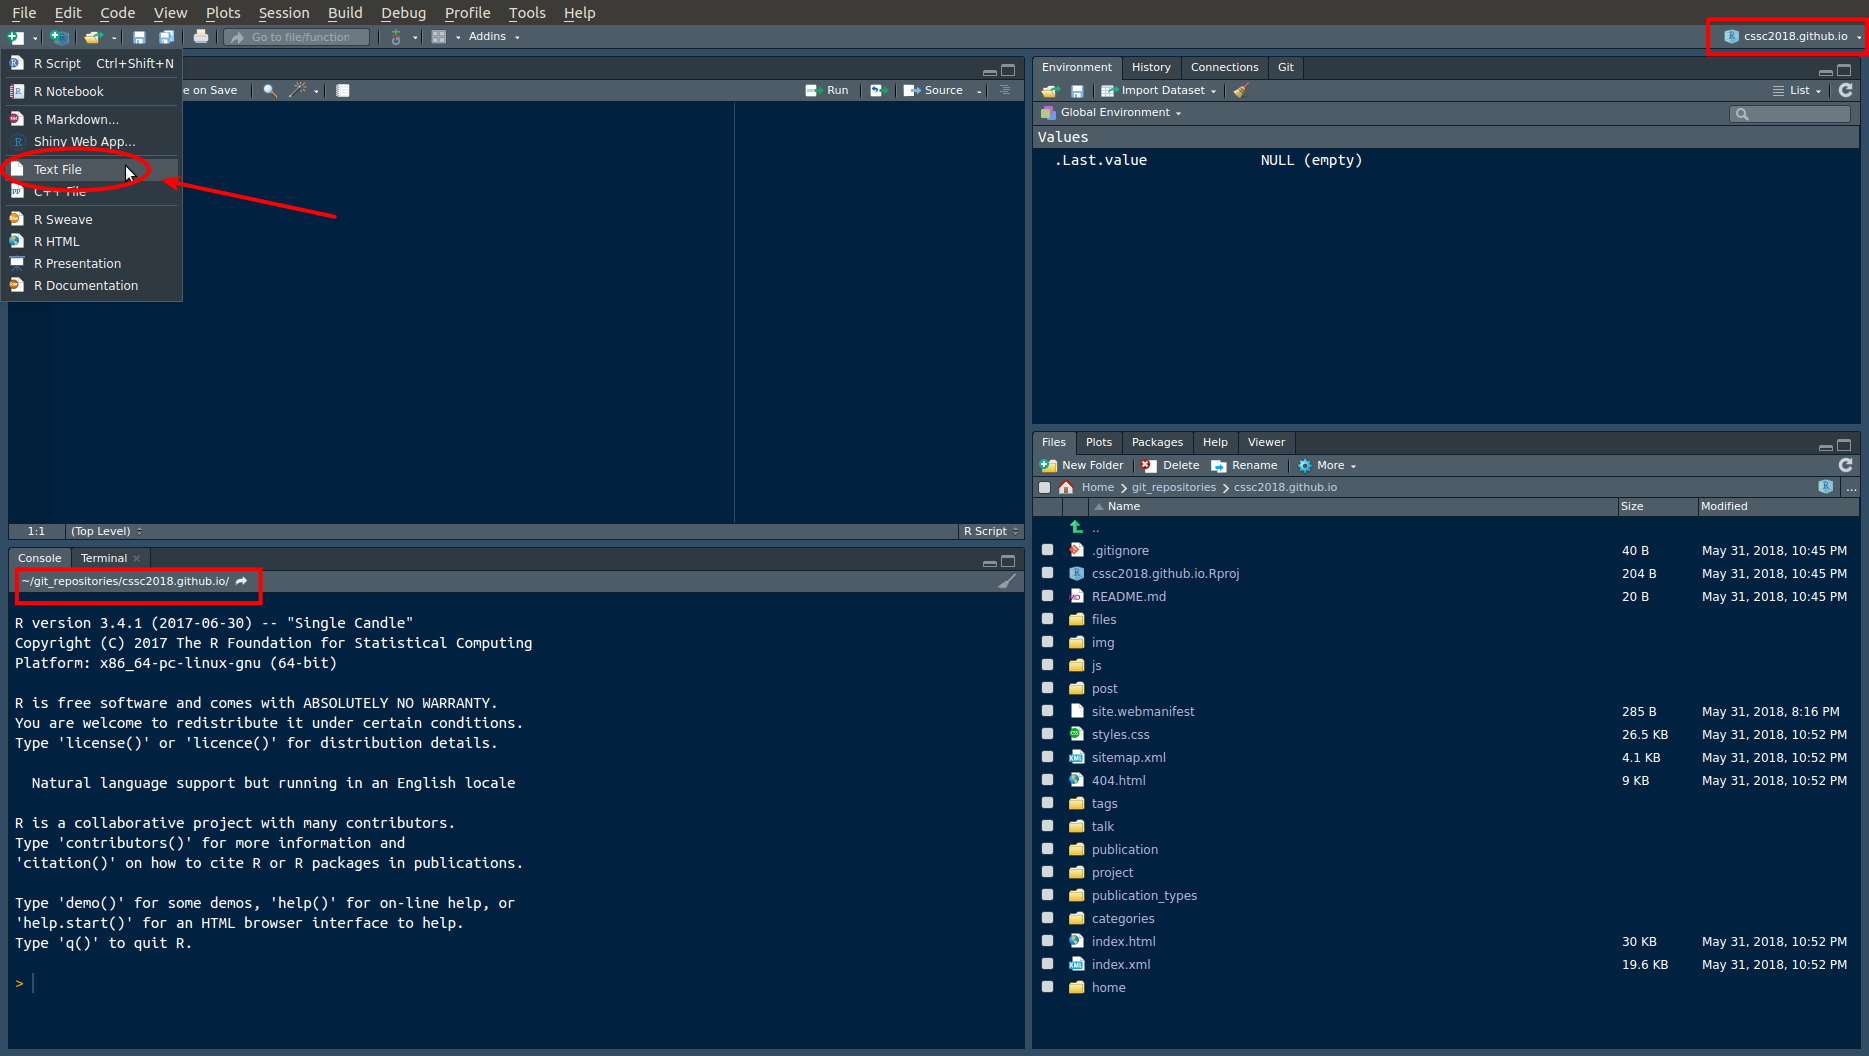 File Edit Code View Plots Session Build Debug Profile Tools Help
Go to file/function
Addins
cssc2018.github.io
R Script Ctrl+Shift+N
R Notebook
R Markdown...
Shiny Web App...
Text File
C++ File
R Sweave
R HTML
R Presentation
R Documentation
e on Save
Run
Source
1:1 (Top Level)
R Script
Console Terminal
~/git_repositories/cssc2018.github.io/
R version 3.4.1 (2017-06-30) -- "Single Candle"
Copyright (C) 2017 The R Foundation for Statistical Computing
Platform: x86_64-pc-linux-gnu (64-bit)
R is free software and comes with ABSOLUTELY NO WARRANTY.
You are welcome to redistribute it under certain conditions.
Type 'license()' or 'licence()' for distribution details.
Natural language support but running in an English locale
R is a collaborative project with many contributors.
Type 'contributors()' for more information and
'citation()' on how to cite R or R packages in publications.
Type 'demo()' for some demos, 'help()' for on-line help, or
'help.start()' for an HTML browser interface to help.
Type 'q()' to quit R.
>
Environment History Connections Git
Import Dataset
List
Global Environment
Values
.Last.value NULL (empty)
Files Plots Packages Help Viewer
New Folder Delete Rename More
Home git_repositories cssc2018.github.io
...
Name Size Modified
..
.gitignore 40 B May 31, 2018, 10:45 PM
cssc2018.github.io.Rproj 204 B May 31, 2018, 10:45 PM
README.md 20 B May 31, 2018, 10:45 PM
files
img
js
post
site.webmanifest 285 B May 31, 2018, 8:16 PM
styles.css 26.5 KB May 31, 2018, 10:52 PM
sitemap.xml 4.1 KB May 31, 2018, 10:52 PM
404.html 9 KB May 31, 2018, 10:52 PM
tags
talk
publication
project
publication_types
categories
index.html 30 KB May 31, 2018, 10:52 PM
index.xml 19.6 KB May 31, 2018, 10:52 PM
home